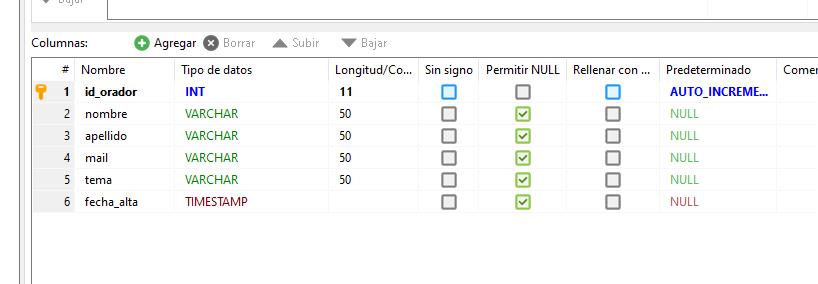 Bajar
Columnas: Agregar Borrar Subir Bajar
# Nombre Tipo de datos Longitud/Co... Sin signo Permitir NULL Rellenar con ... Predeterminado Comen
1 id_orador INT 11 AUTO_INCREME...
2 nombre VARCHAR 50 NULL
3 apellido VARCHAR 50 NULL
4 mail VARCHAR 50 NULL
5 tema VARCHAR 50 NULL
6 fecha_alta TIMESTAMP NULL